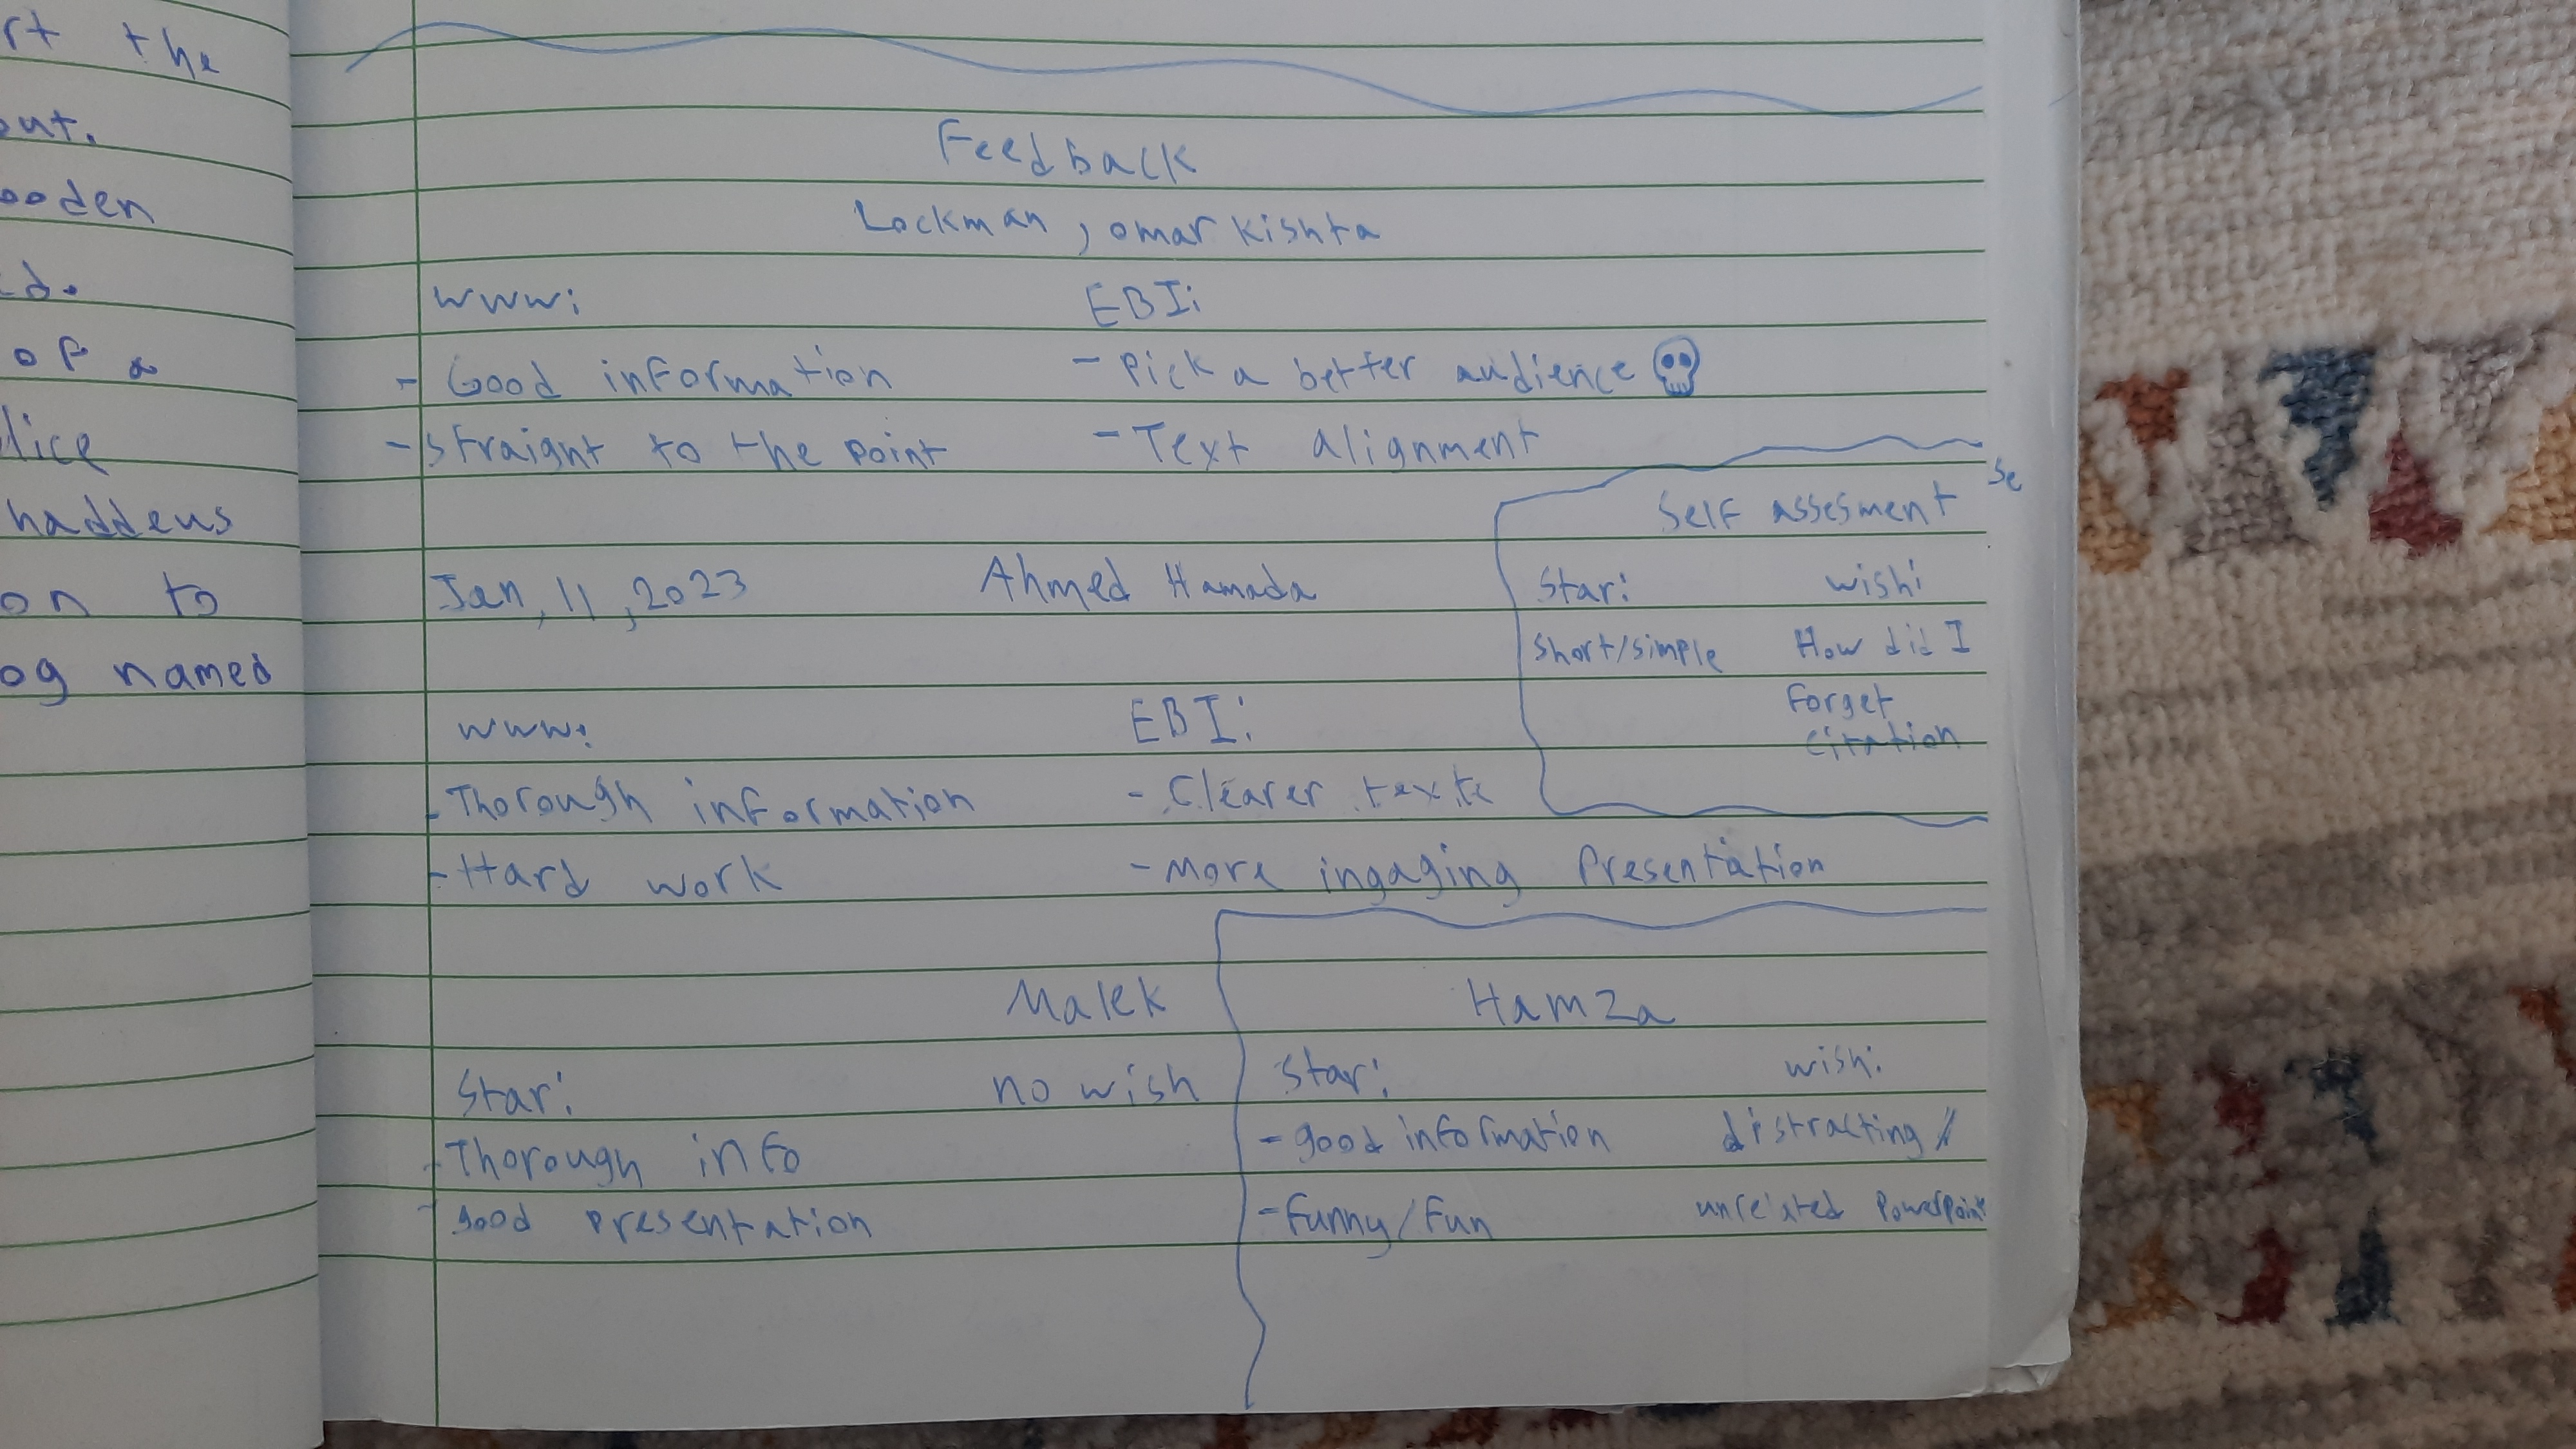 rt the
out.
ooden
ed.
of a
lice
haddeus
on to
og named
Feedback
Lockman, omar Kishta
www: EBI:
- Good information - Pick a better audience
- straight to the point - Text alignment
Se
Self assesment
Star: wish:
Short/simple How did I
Forget
citation
Jan, 11, 2023 Ahmed Hamada
www: EBI:
- Thorough information - Clearer text
- Hard work - More ingaging Presentation
Malek
Star: no wish
- Thorough info
- good presentation
Hamza
Star: wish:
- good information distracting/
- Funny/Fun unrelated PowerPoint